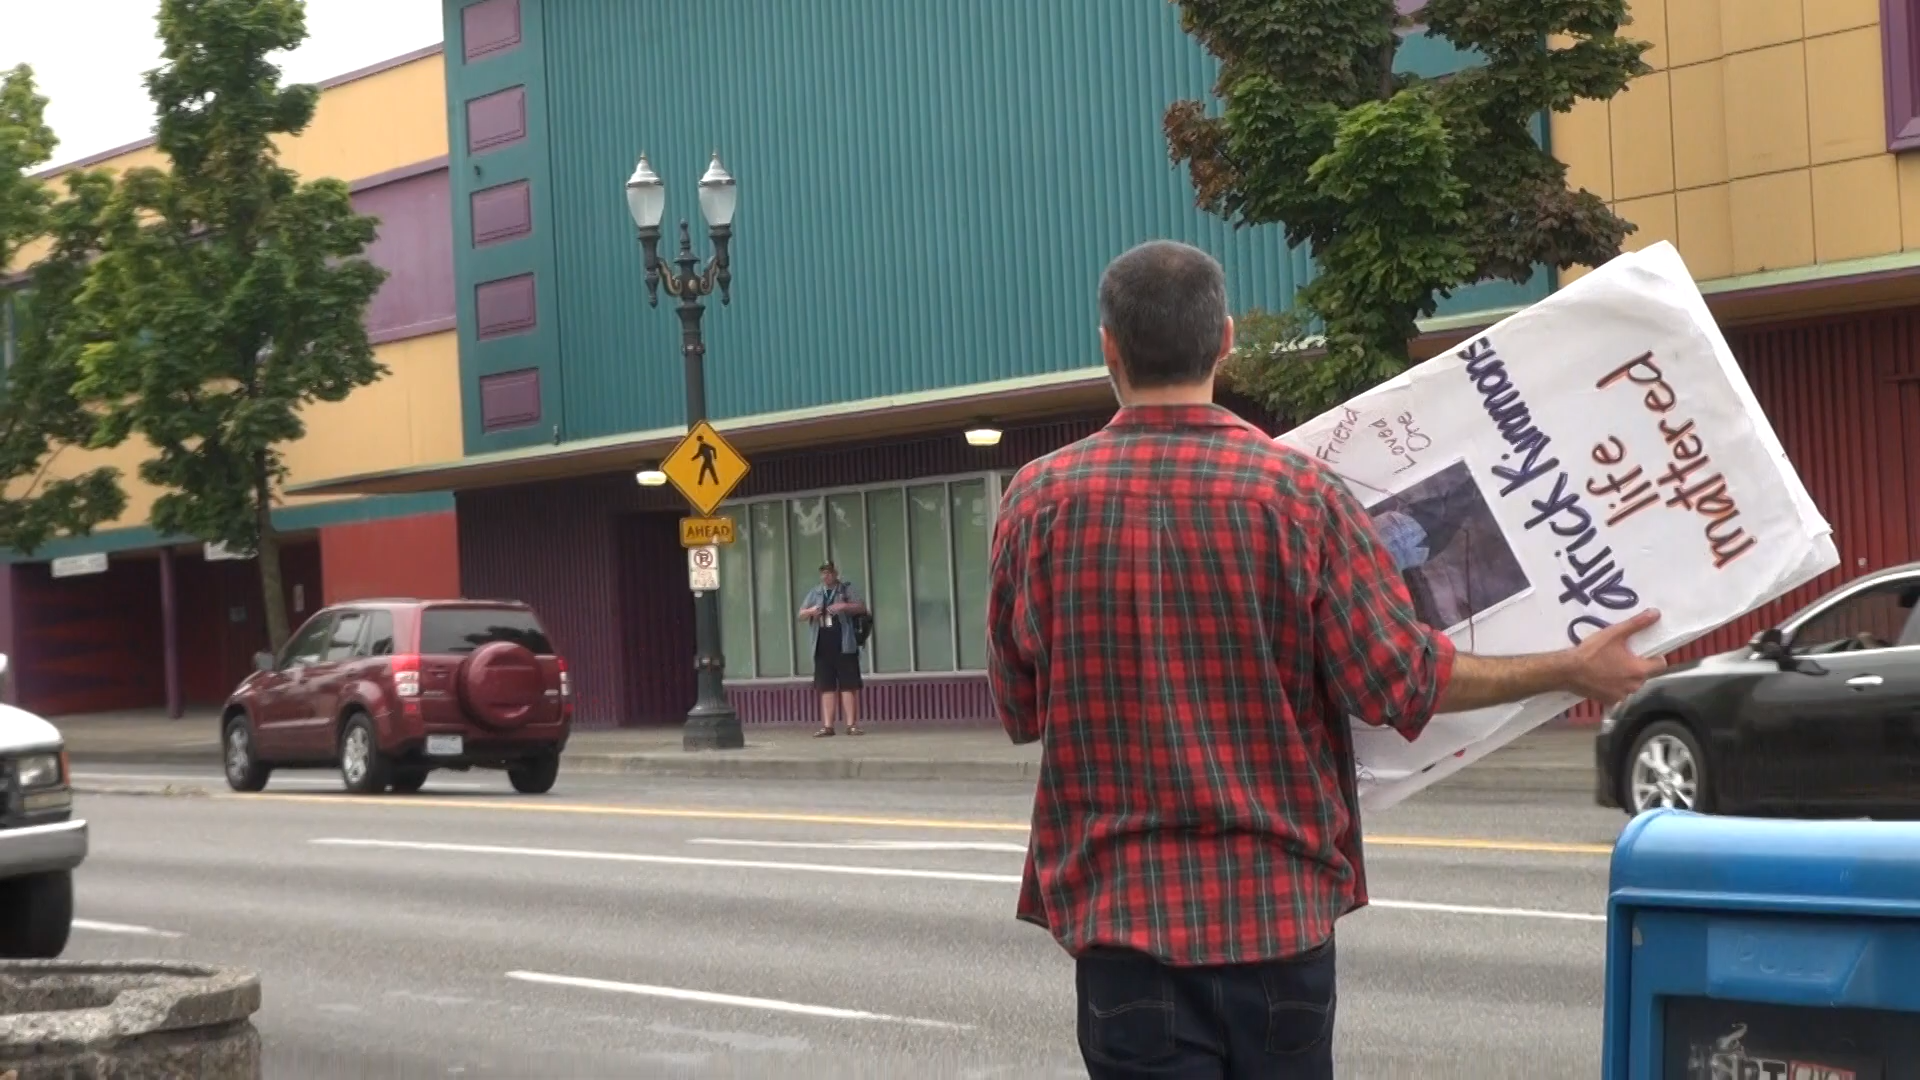 Friend
Loved
One
Patrick Kimmons
life
mattered
AHEAD